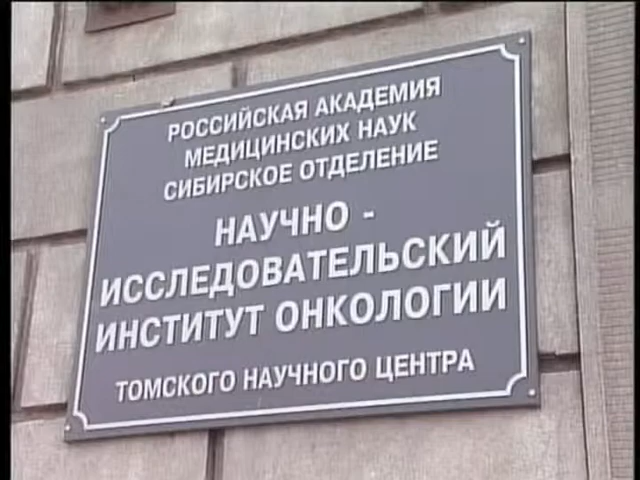 РОССИЙСКАЯ АКАДЕМИЯ
МЕДИЦИНСКИХ НАУК
СИБИРСКОЕ ОТДЕЛЕНИЕ
НАУЧНО -
ИССЛЕДОВАТЕЛЬСКИЙ
ИНСТИТУТ ОНКОЛОГИИ
ТОМСКОГО НАУЧНОГО ЦЕНТРА